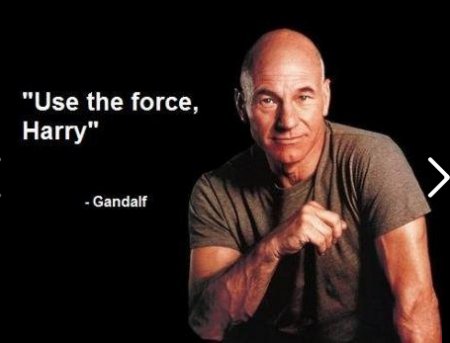 "Use the force,
Harry"
- Gandalf